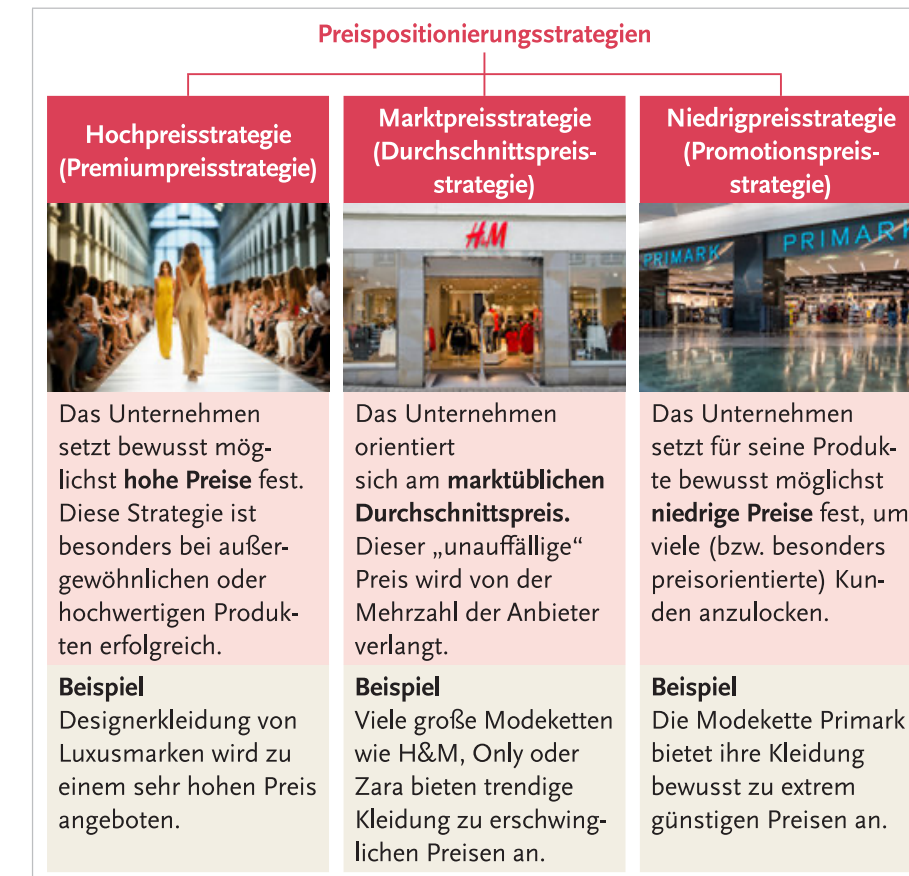 Preispositionierungsstrategien
Hochpreisstrategie
(Premiumpreisstrategie)
Das Unternehmen
setzt bewusst mög-
lichst hohe Preise fest.
Diese Strategie ist
besonders bei außer-
gewöhnlichen oder
hochwertigen Produk-
ten erfolgreich.
Beispiel
Designerkleidung von
Luxusmarken wird zu
einem sehr hohen Preis
angeboten.
Marktpreisstrategie
(Durchschnittspreis-
strategie)
H&M
Das Unternehmen
orientiert
sich am marktüblichen
Durchschnittspreis.
Dieser „unauffällige“
Preis wird von der
Mehrzahl der Anbieter
verlangt.
Beispiel
Viele große Modeketten
wie H&M, Only oder
Zara bieten trendige
Kleidung zu erschwing-
lichen Preisen an.
Niedrigpreisstrategie
(Promotionspreis-
strategie)
PRIMARK
PRIMARK
Das Unternehmen
setzt für seine Produk-
te bewusst möglichst
niedrige Preise fest, um
viele (bzw. besonders
preisorientierte) Kun-
den anzulocken.
Beispiel
Die Modekette Primark
bietet ihre Kleidung
bewusst zu extrem
günstigen Preisen an.